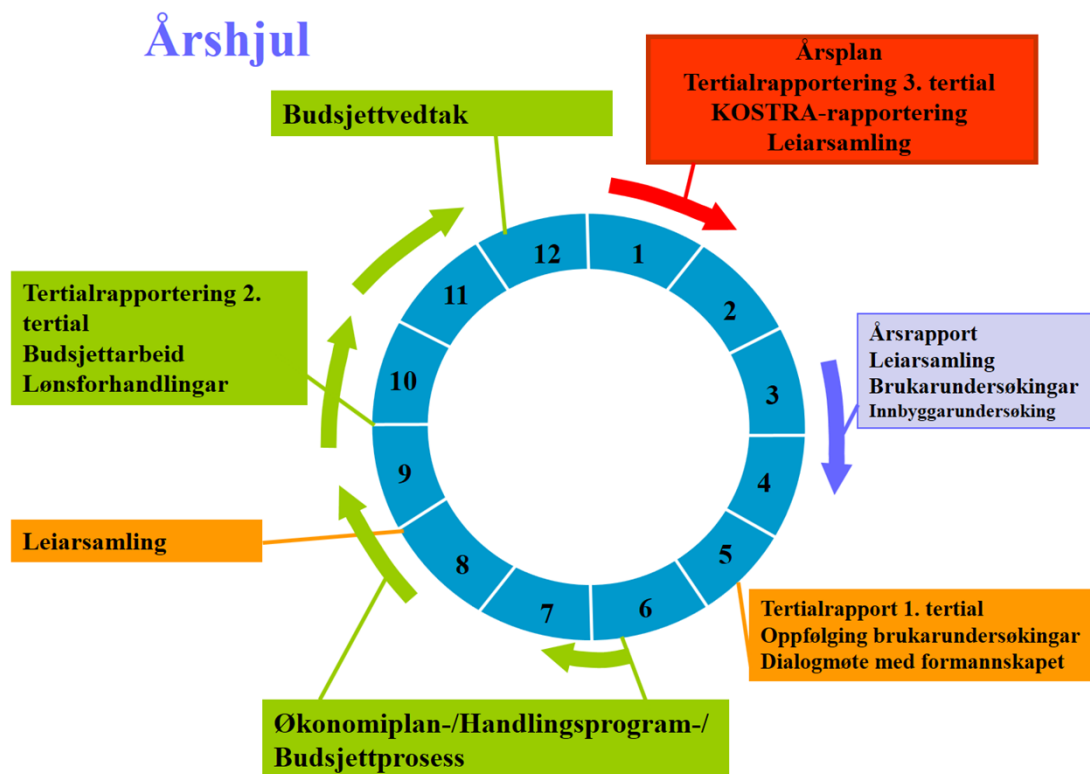 Årshjul
Årsplan
Tertialrapportering 3. tertial
KOSTRA-rapportering
Leiarsamling
Budsjettvedtak
12
1
11
2
10
3
9
4
8
5
7
6
Tertialrapportering 2.
tertial
Budsjettarbeid
Lønsforhandlingar
Årsrapport
Leiarsamling
Brukarundersøkingar
Innbyggarundersøking
Leiarsamling
Tertialrapport 1. tertial
Oppfølging brukarundersøkingar
Dialogmøte med formannskapet
Økonomiplan-/Handlingsprogram-/
Budsjettprosess